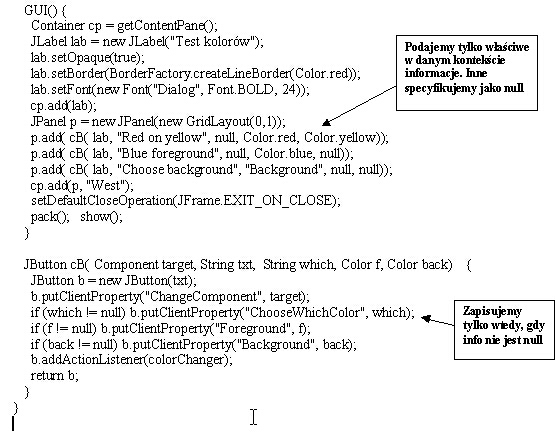 GUI() {
Container cp = getContentPane();
JLabel lab = new JLabel("Test kolorów");
lab.setOpaque(true);
lab.setBorder(BorderFactory.createLineBorder(Color.red));
lab.setFont(new Font("Dialog", Font.BOLD, 24));
cp.add(lab);
JPanel p = new JPanel(new GridLayout(0,1));
p.add( cB( lab, "Red on yellow", null, Color.red, Color.yellow));
p.add( cB( lab, "Blue foreground", null, Color.blue, null));
p.add( cB( lab, "Choose background", "Background", null, null));
cp.add(p, "West");
setDefaultCloseOperation(JFrame.EXIT_ON_CLOSE);
pack(); show();
}
Podajemy tylko właściwe
w danym kontekście
informacje. Inne
specyfikujemy jako null
JButton cB( Component target, String txt, String which, Color f, Color back) {
JButton b = new JButton(txt);
b.putClientProperty("ChangeComponent", target);
if (which != null) b.putClientProperty("ChooseWhichColor", which);
if (f != null) b.putClientProperty("Foreground", f);
if (back != null) b.putClientProperty("Background", back);
b.addActionListener(colorChanger);
return b;
}
}
Zapisujemy
tylko wtedy, gdy
info nie jest null